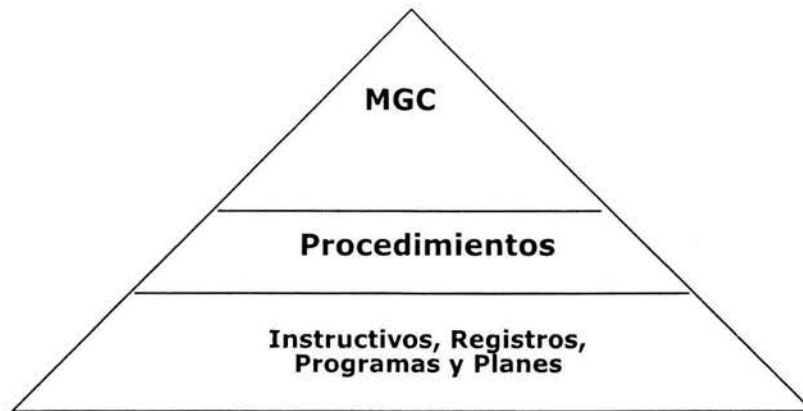 MGC
Procedimientos
Instructivos, Registros,
Programas y Planes